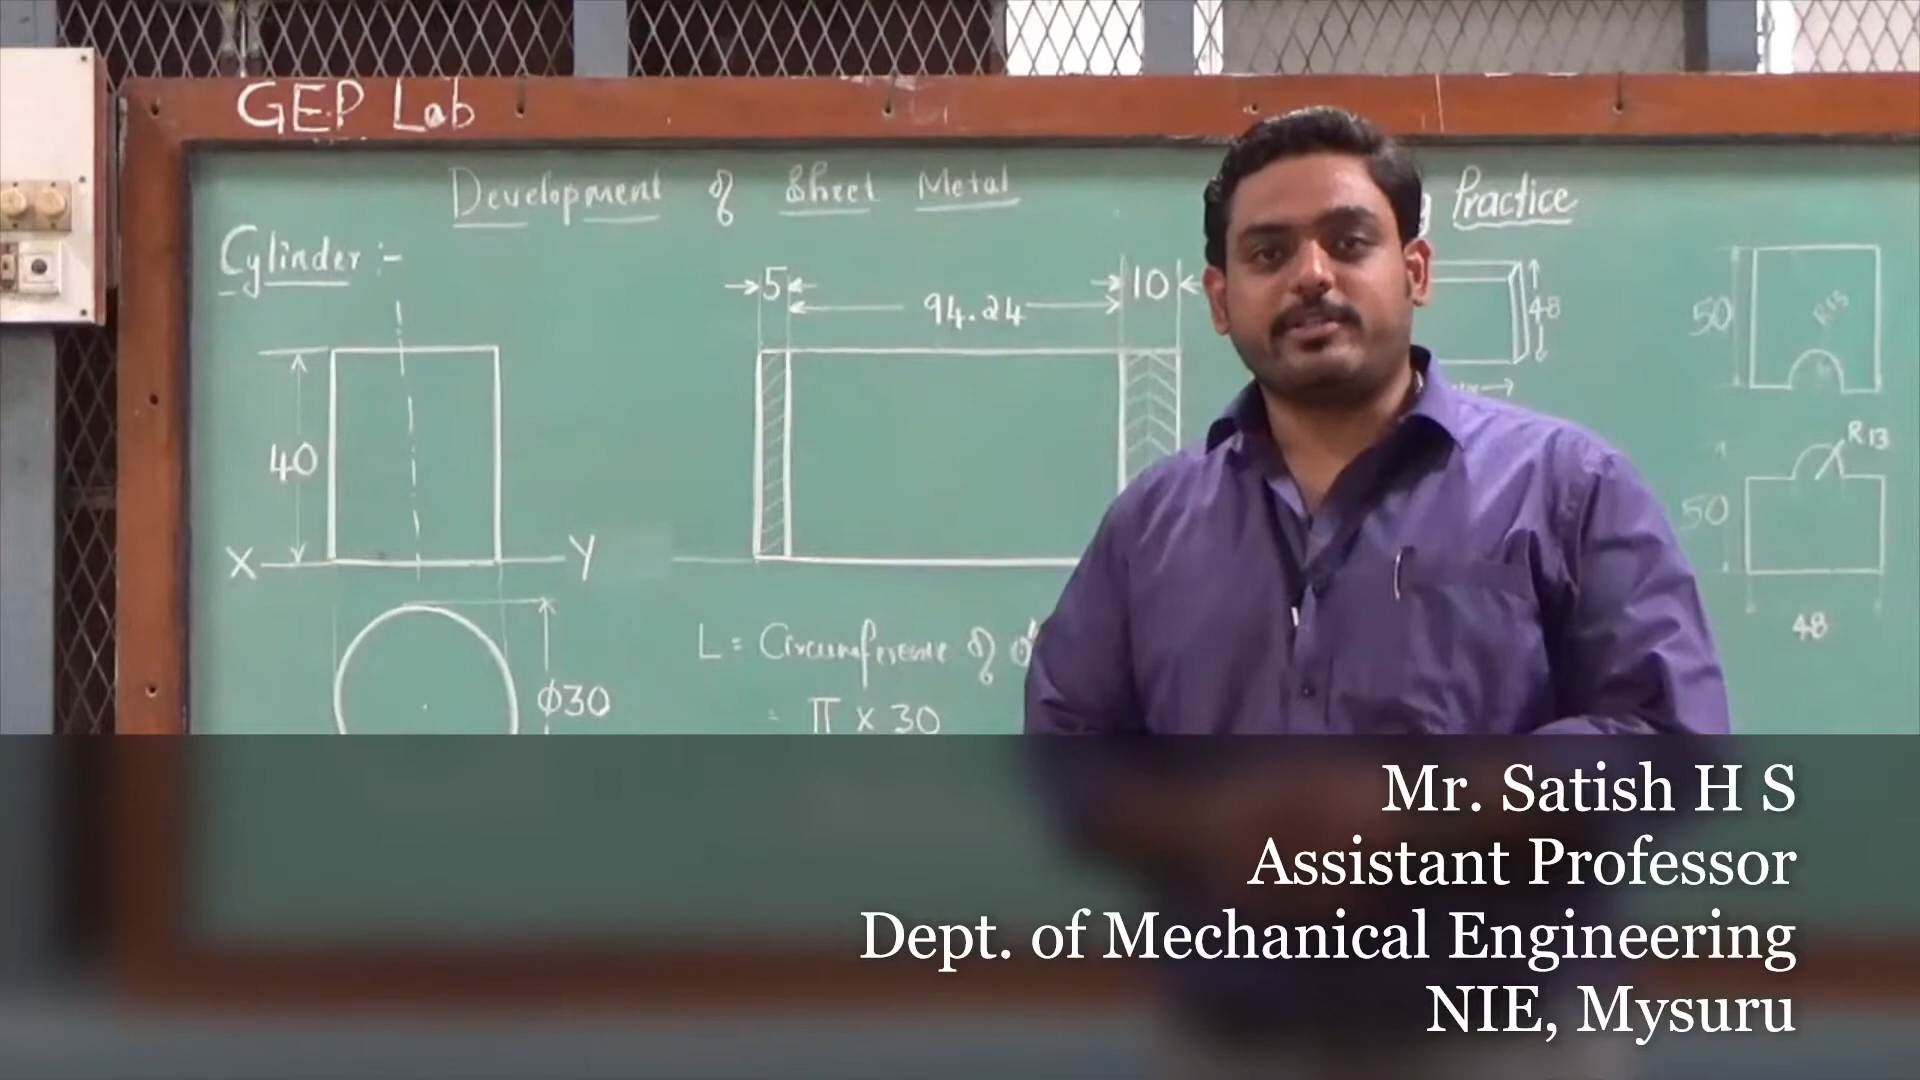 GEP Lab
Development of Sheet Metal
Practice
Cylinder :-
5
94.24
10
48
50
R13
40
R13
50
X
Y
48
L = Circumference of
ϕ30
= π x 30
Mr. Satish H S
Assistant Professor
Dept. of Mechanical Engineering
NIE, Mysuru